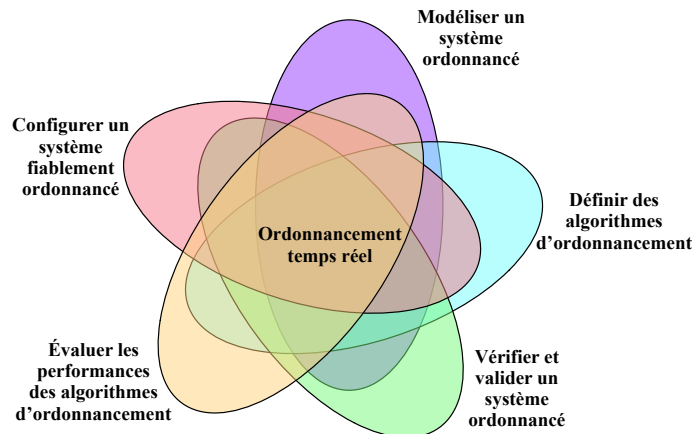 Modéliser un
système
ordonnancé
Configurer un
système
fiablement
ordonnancé
Définir des
algorithmes
d’ordonnancement
Ordonnancement
temps réel
Évaluer les
performances
des algorithmes
d’ordonnancement
Vérifier et
valider un
système
ordonnancé